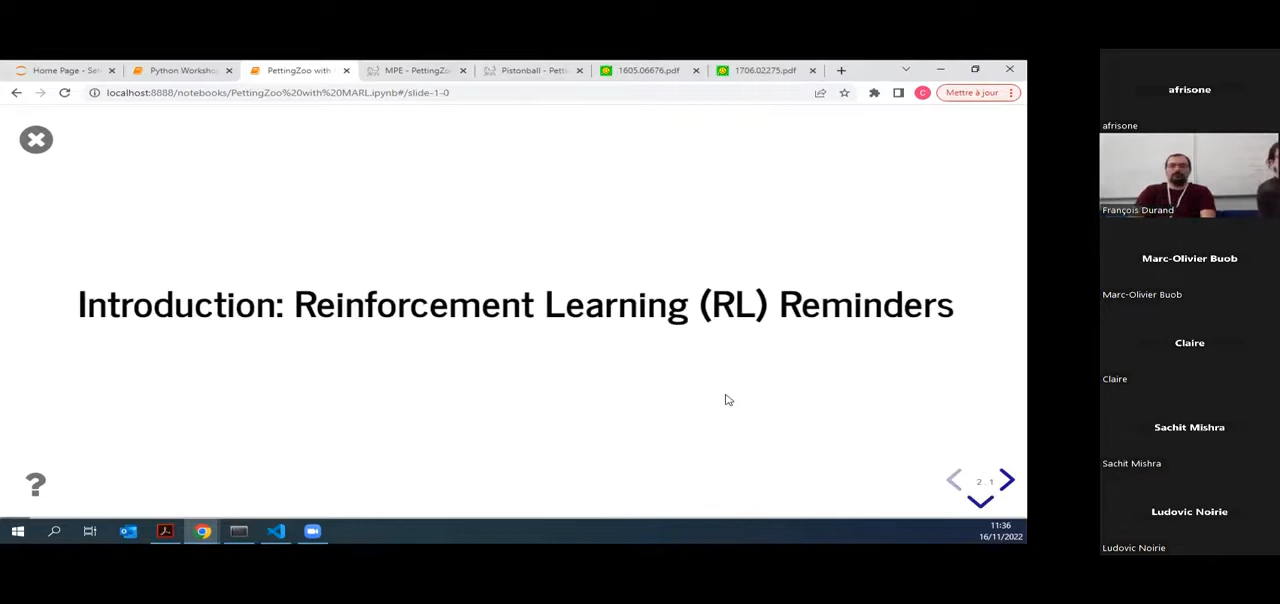 Home Page - Sel
Python Worksho
PettingZoo with
MPE - PettingZo
Pistonball - Petti
1605.06676.pdf
1706.02275.pdf
localhost:8888/notebooks/PettingZoo%20with%20MARL.ipynb#/slide-1-0
C
Mettre à jour
Introduction: Reinforcement Learning (RL) Reminders
?
2.1
11:36
16/11/2022
afrisone
afrisone
François Durand
Marc-Olivier Buob
Marc-Olivier Buob
Claire
Claire
Sachit Mishra
Sachit Mishra
Ludovic Noirie
Ludovic Noirie